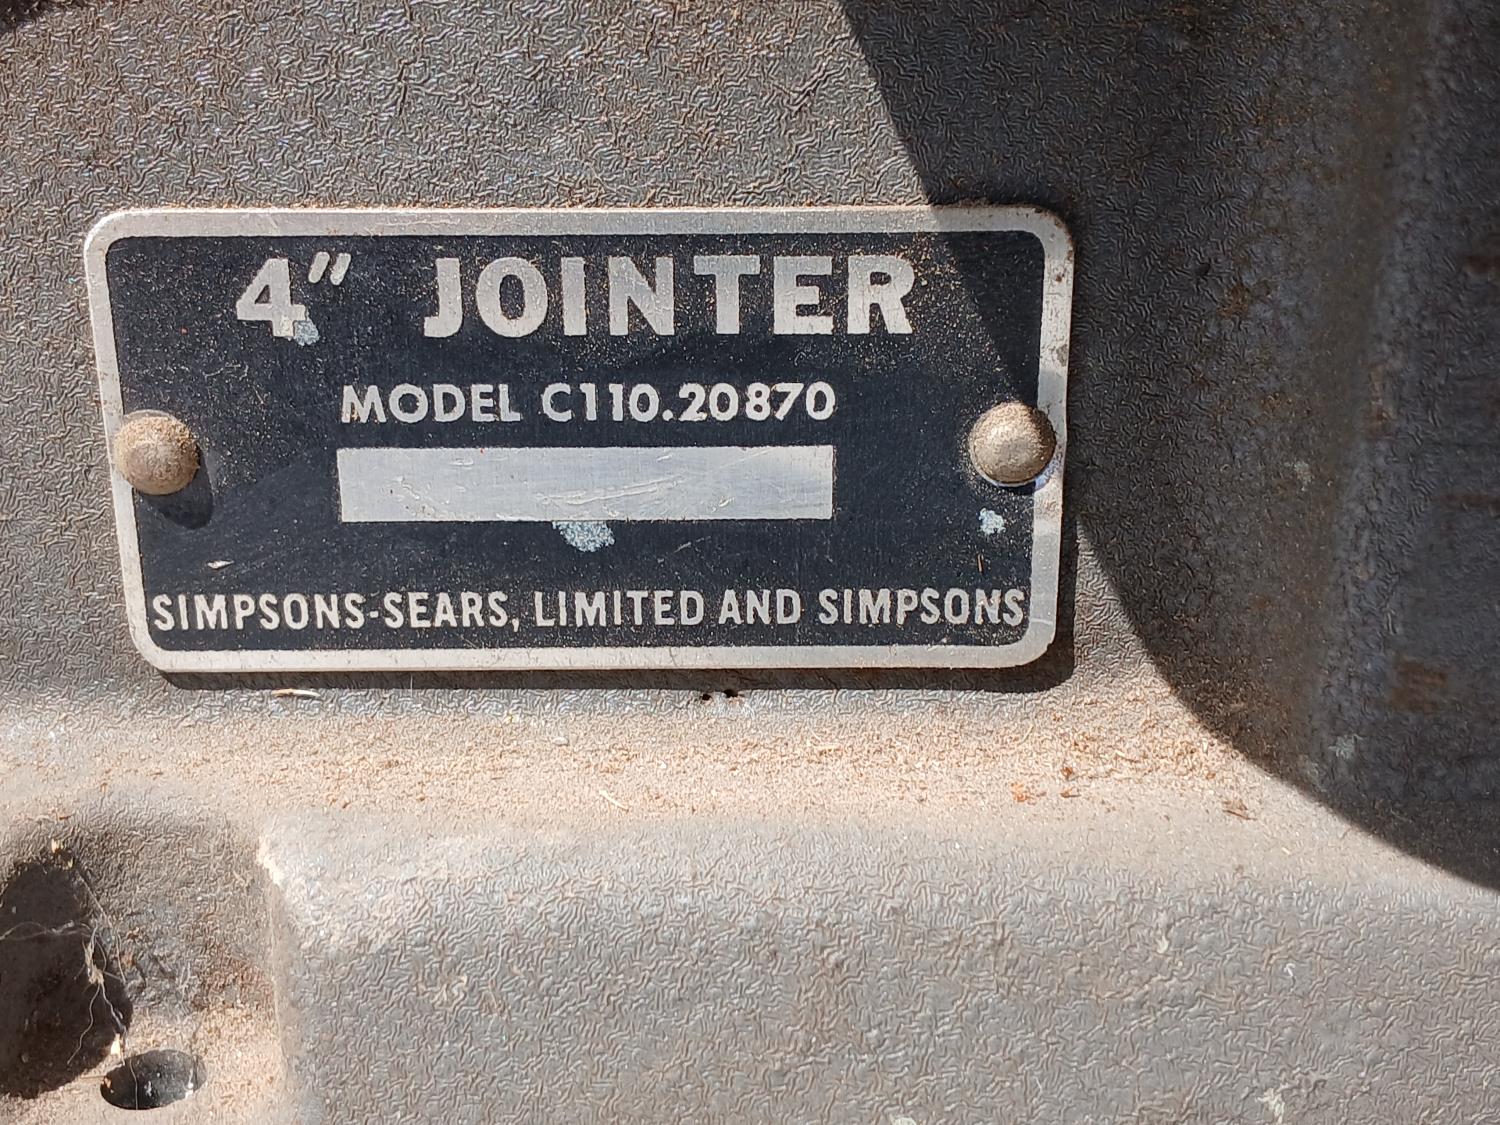 4" JOINTER
MODEL C110.20870
SIMPSONS-SEARS, LIMITED AND SIMPSONS